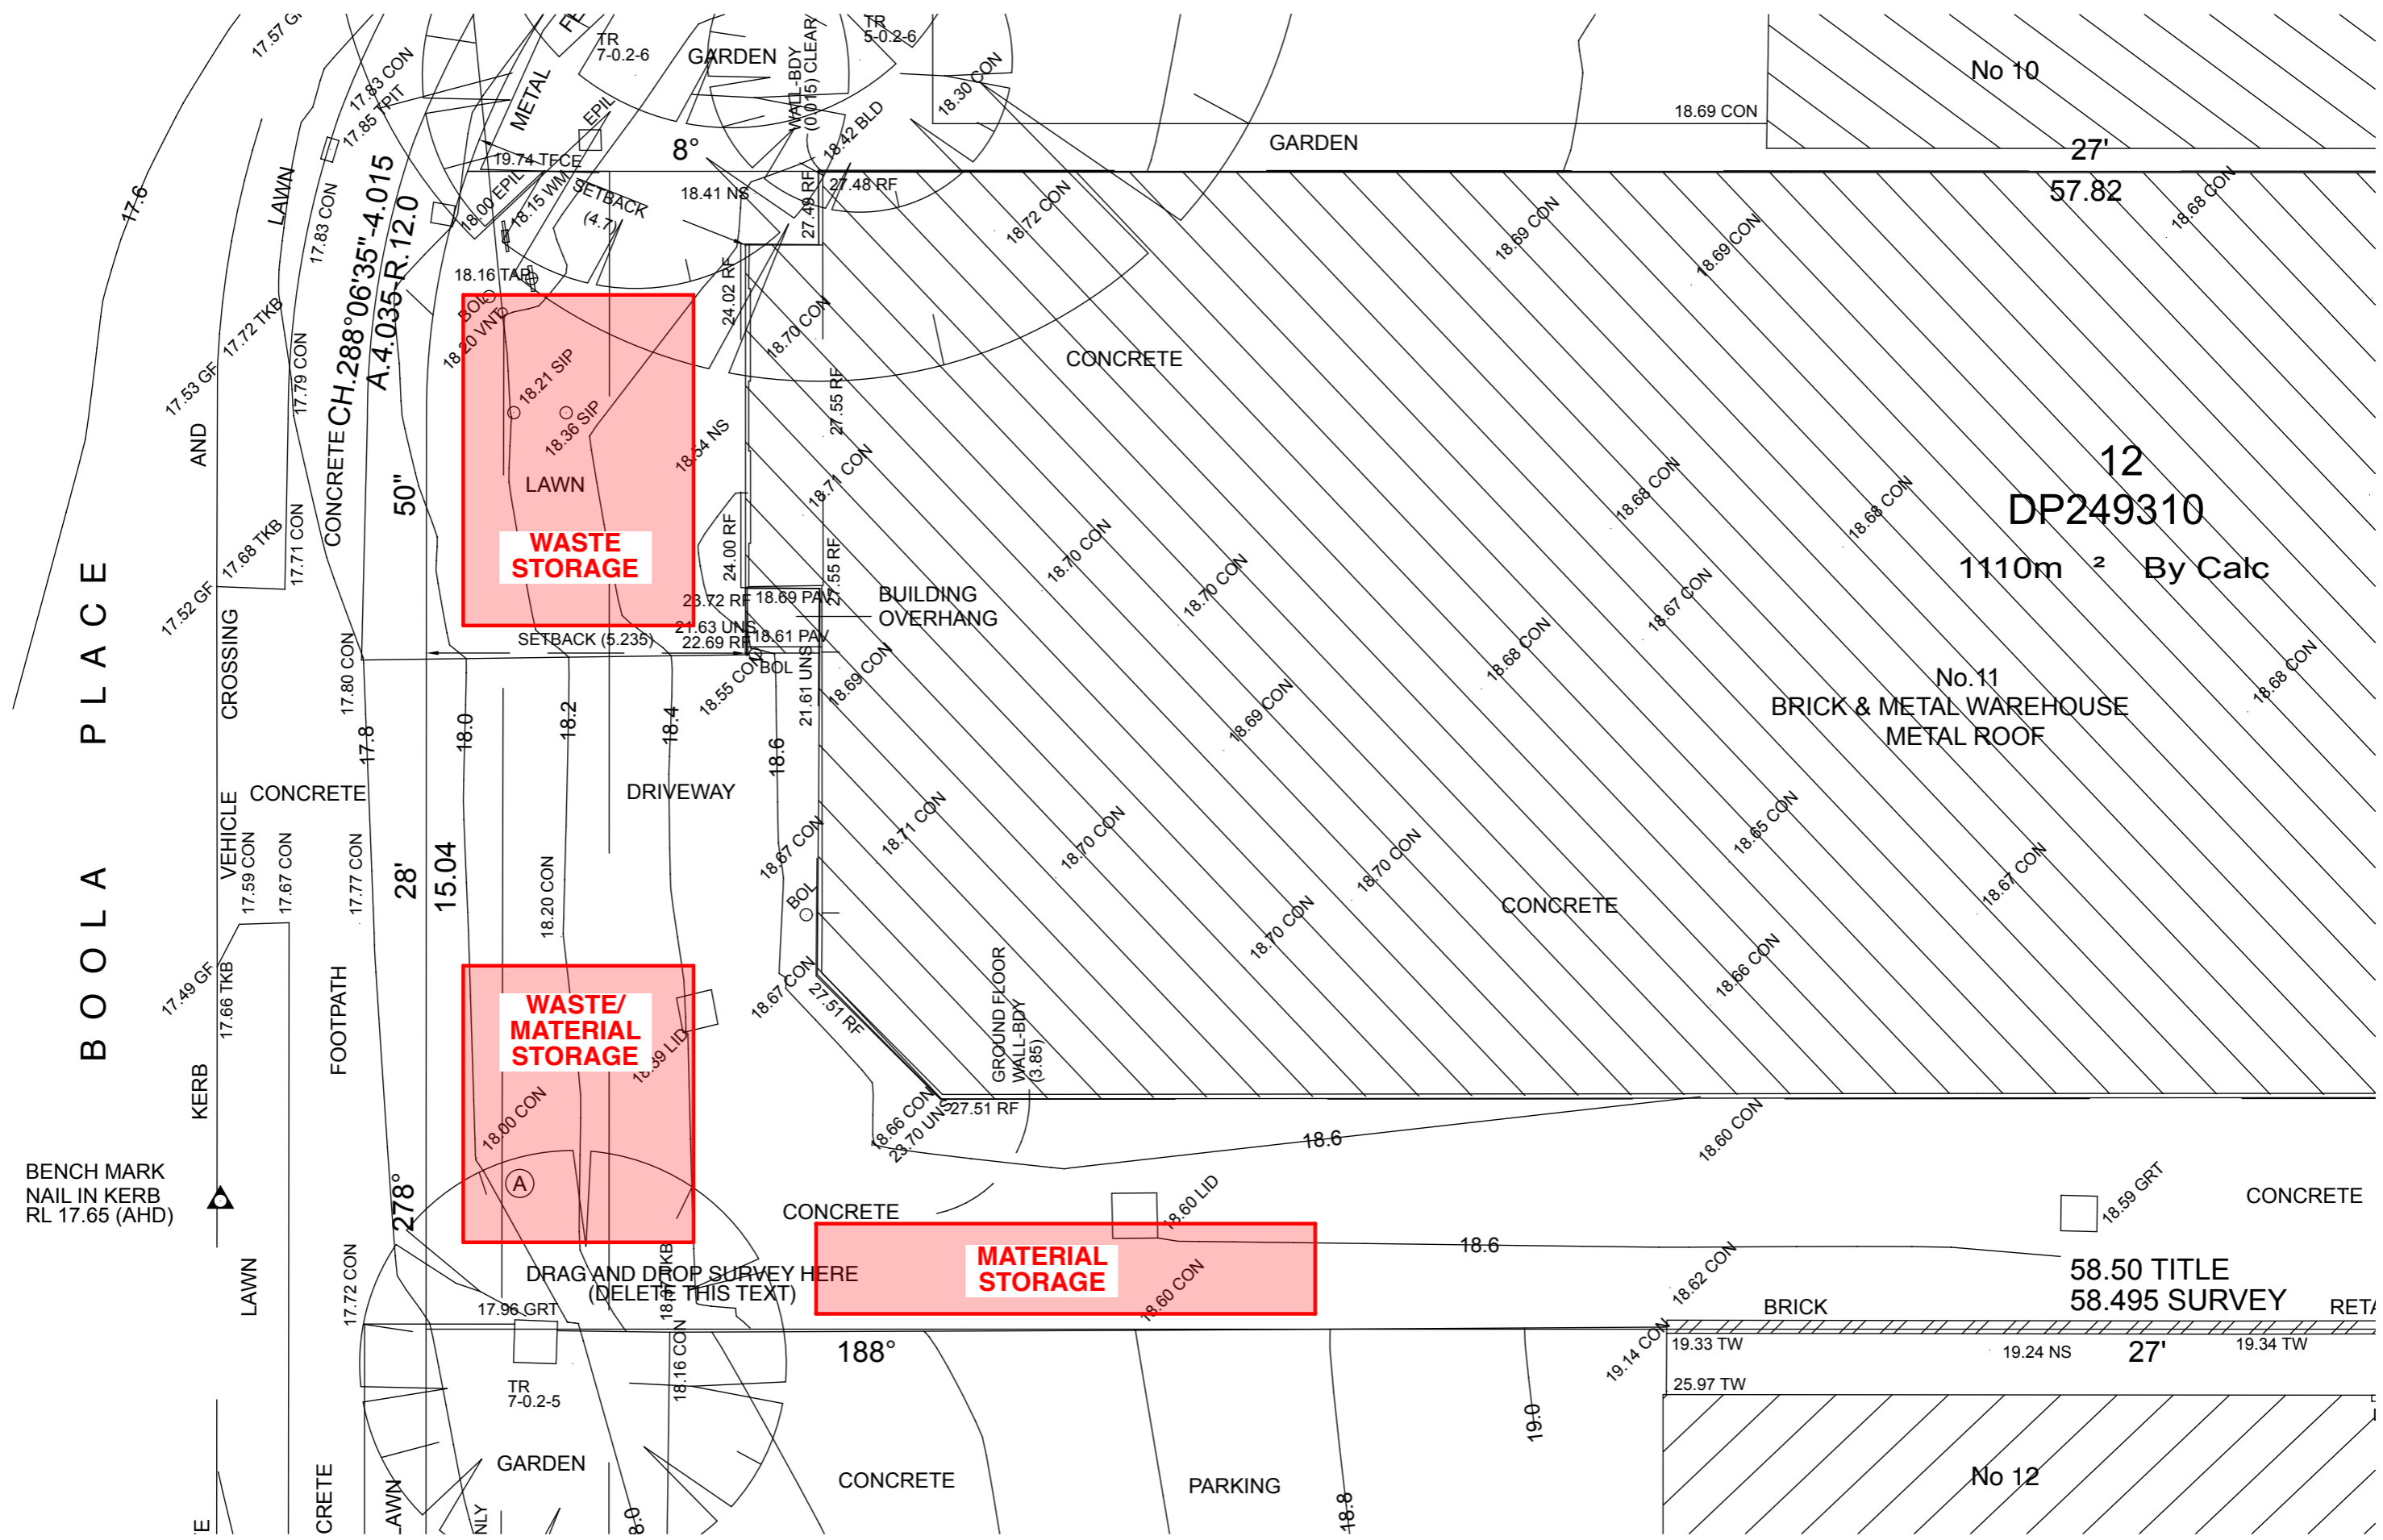 17.57 GF
17.83 CON
17.85 TPIT
METAL
TR
7-0.2-6
EPIL
GARDEN
WALL-BDY
(0.015) CLEAR
TR
5-0.2-6
18.42 BLD
18.30 CON
GARDEN
18.69 CON
No 10
27'
57.82
8°
17.6
LAWN
17.83 CON
CH.288°06'35"-4.015
A.4.035-R.12.0
19.74 TFCE
18.00 EPIL
18.15 WM
SETBACK
(4.7)
18.41 NS
27.49 RF
27.48 RF
18.72 CON
18.69 CON
18.69 CON
18.68 CON
18.16 TAP
BOL
18.20 VNT
24.02 RF
18.70 CON
CONCRETE
17.72 TKB
17.53 GF
17.79 CON
CONCRETE
18.21 SIP
18.36 SIP
18.54 NS
27.55 RF
18.71 CON
AND
50"
LAWN
WASTE
STORAGE
24.00 RF
27.55 RF
18.70 CON
18.70 CON
18.68 CON
18.68 CON
18.67 CON
12
DP249310
1110m ² By Calc
17.68 TKB
17.71 CON
17.52 GF
CROSSING
23.72 RF
18.69 PAV
BUILDING
OVERHANG
SETBACK (5.235)
21.63 UNS
22.69 RF
18.61 PAV
BOL
18.55 CON
21.61 UNS
18.69 CON
18.69 CON
18.68 CON
18.68 CON
No.11
BRICK & METAL WAREHOUSE
METAL ROOF
BOOLA PLACE
17.80 CON
17.8
18.0
18.2
18.4
18.6
CONCRETE
DRIVEWAY
VEHICLE
17.59 CON
17.67 CON
17.77 CON
28'
15.04
18.20 CON
18.67 CON
BOL
18.71 CON
18.70 CON
18.70 CON
18.70 CON
18.65 CON
18.67 CON
CONCRETE
18.66 CON
17.49 GF
17.66 TKB
FOOTPATH
WASTE/
MATERIAL
STORAGE
18.39 LID
18.00 CON
18.67 CON
27.51 RF
GROUND FLOOR
WALL-BDY
(3.85)
KERB
18.66 CON
23.70 UNS
27.51 RF
18.6
18.60 CON
BENCH MARK
NAIL IN KERB
RL 17.65 (AHD)
278°
A
CONCRETE
18.60 LID
18.59 GRT
CONCRETE
MATERIAL
STORAGE
18.60 CON
18.6
18.62 CON
58.50 TITLE
58.495 SURVEY
LAWN
17.72 CON
DRAG AND DROP SURVEY HERE
(DELETE THIS TEXT)
17.96 GRT
18.16 CON
188°
BRICK
19.14 CON
19.33 TW
19.24 NS
27'
19.34 TW
25.97 TW
TR
7-0.2-5
GARDEN
CONCRETE
PARKING
18.8
19.0
No 12